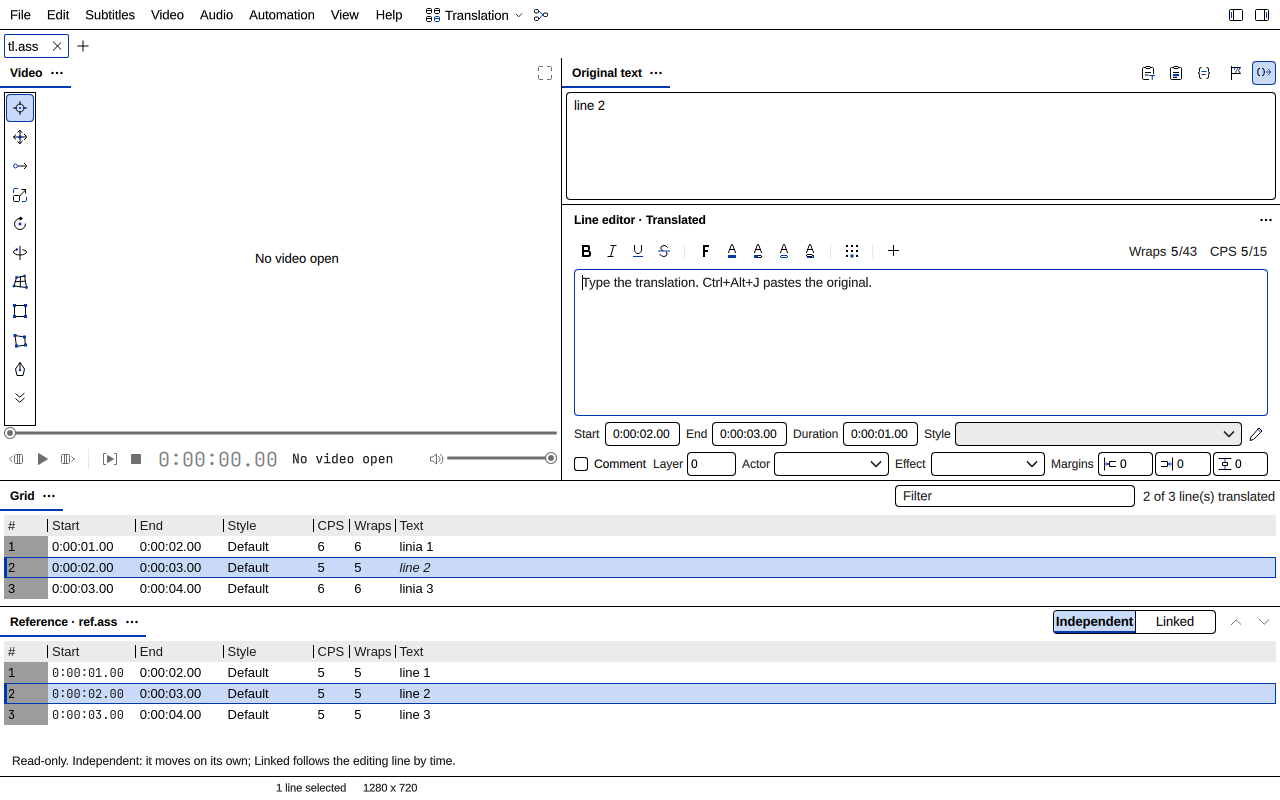 File Edit Subtitles Video Audio Automation View Help Translation
tl.ass
Video
Original text
line 2
No video open
Line editor · Translated
B I U S F A A A A Wraps 5/43 CPS 5/15
Type the translation. Ctrl+Alt+J pastes the original.
Start 0:00:02.00 End 0:00:03.00 Duration 0:00:01.00 Style
0:00:00.00 No video open
Comment Layer 0 Actor Effect Margins 0 0 0
Grid Filter 2 of 3 line(s) translated
# Start End Style CPS Wraps Text
1 0:00:01.00 0:00:02.00 Default 6 6 linia 1
2 0:00:02.00 0:00:03.00 Default 5 5 line 2
3 0:00:03.00 0:00:04.00 Default 6 6 linia 3
Reference · ref.ass Independent Linked
# Start End Style CPS Wraps Text
1 0:00:01.00 0:00:02.00 Default 5 5 line 1
2 0:00:02.00 0:00:03.00 Default 5 5 line 2
3 0:00:03.00 0:00:04.00 Default 5 5 line 3
Read-only. Independent: it moves on its own; Linked follows the editing line by time.
1 line selected 1280 x 720